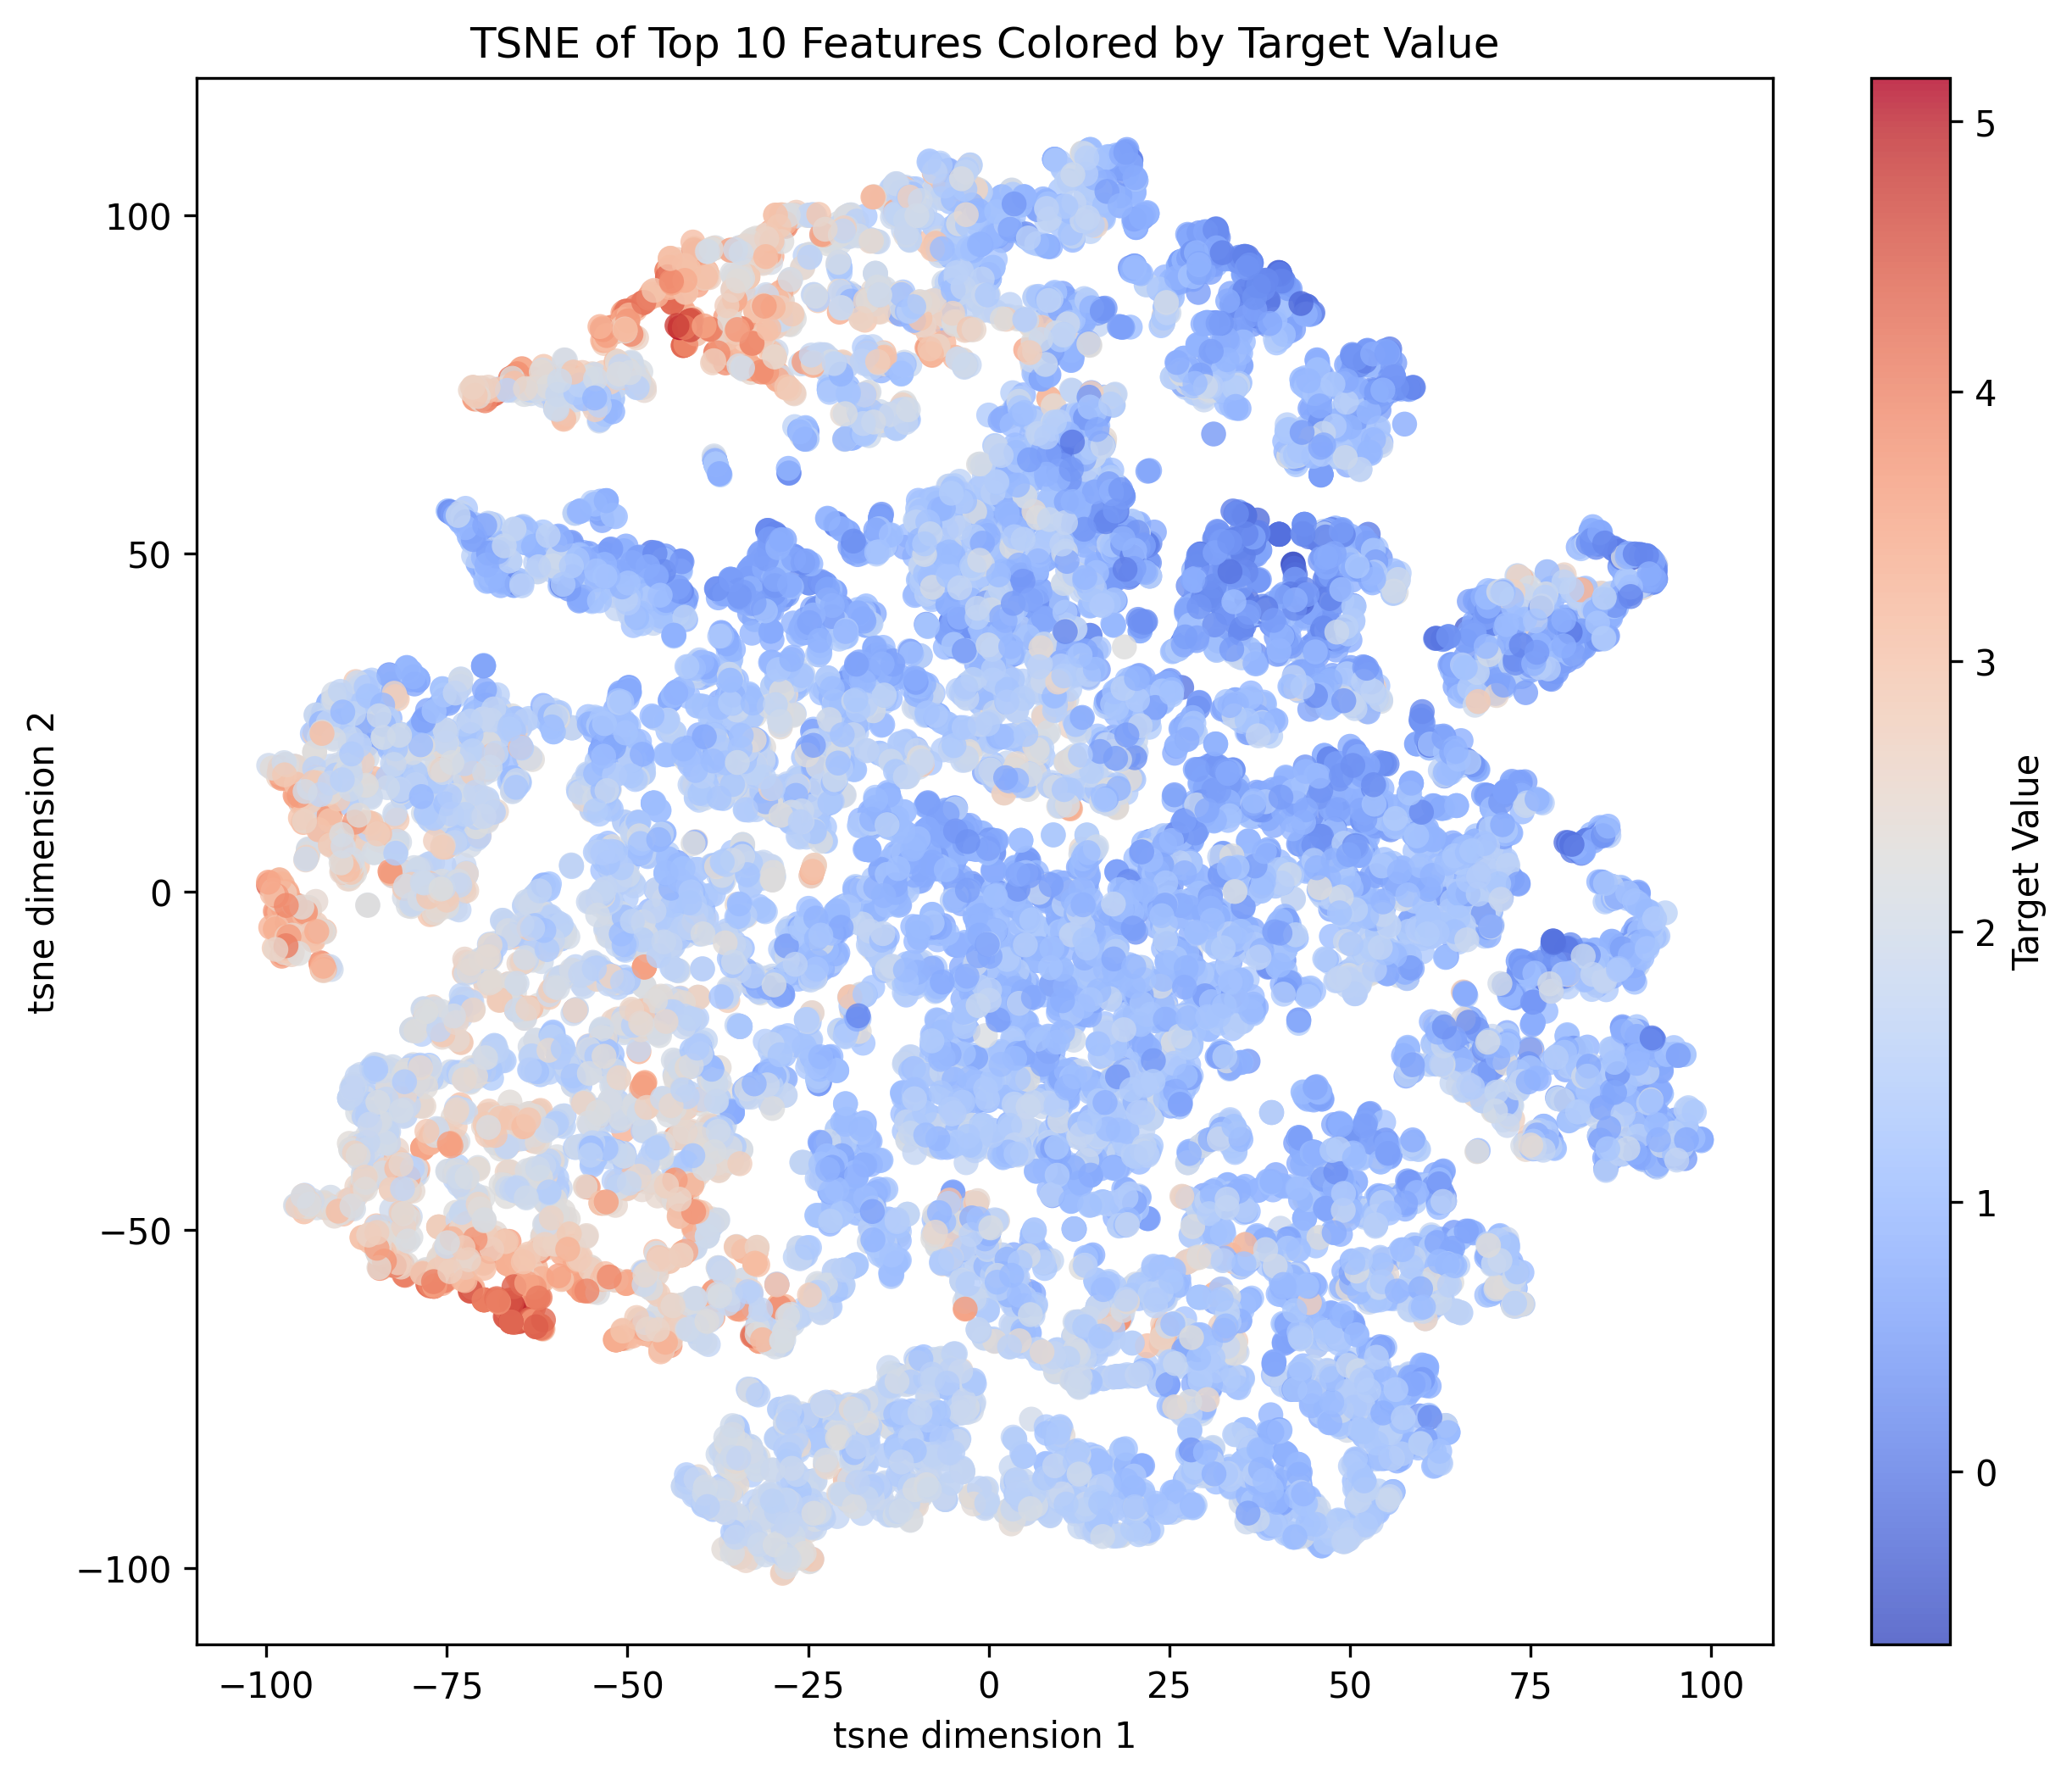 TSNE of Top 10 Features Colored by Target Value
tsne dimension 2
100
50
0
−50
−100
−100 −75 −50 −25 0 25 50 75 100
tsne dimension 1
5
4
3
2
1
0
Target Value